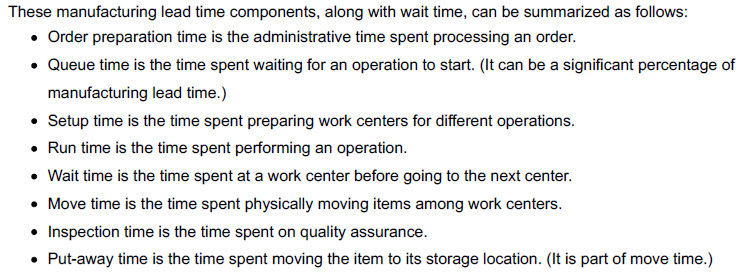 These manufacturing lead time components, along with wait time, can be summarized as follows:
• Order preparation time is the administrative time spent processing an order.
• Queue time is the time spent waiting for an operation to start. (It can be a significant percentage of
manufacturing lead time.)
• Setup time is the time spent preparing work centers for different operations.
• Run time is the time spent performing an operation.
• Wait time is the time spent at a work center before going to the next center.
• Move time is the time spent physically moving items among work centers.
• Inspection time is the time spent on quality assurance.
• Put-away time is the time spent moving the item to its storage location. (It is part of move time.)